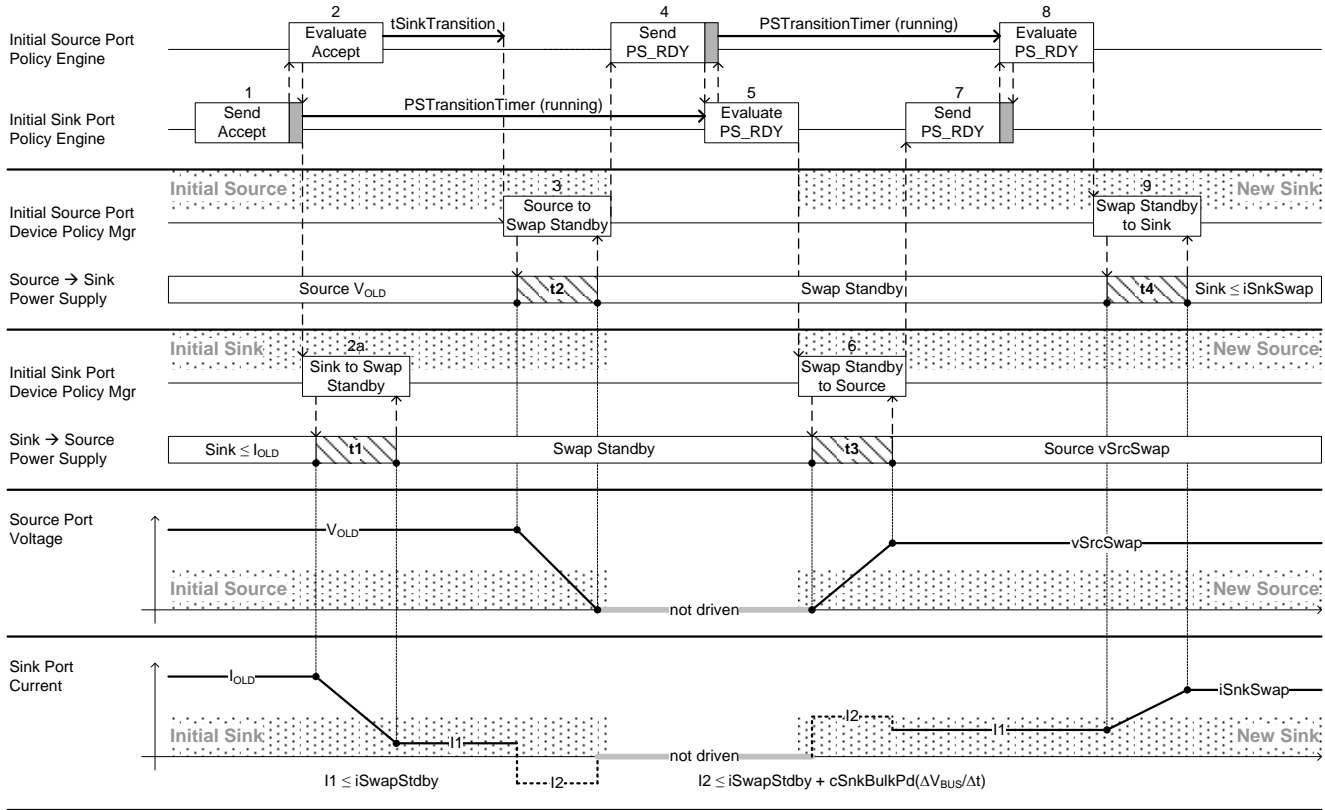 2
4
8
Initial Source Port
Policy Engine
Evaluate
Accept
tSinkTransition
Send
PS_RDY
PSTransitionTimer (running)
Evaluate
PS_RDY
1
5
7
Initial Sink Port
Policy Engine
Send
Accept
PSTransitionTimer (running)
Evaluate
PS_RDY
Send
PS_RDY
Initial Source
3
9
New Sink
Initial Source Port
Device Policy Mgr
Source to
Swap Standby
Swap Standby
to Sink
Source → Sink
Power Supply
Source VOLD
t2
Swap Standby
t4
Sink ≤ iSnkSwap
Initial Sink
2a
6
New Source
Initial Sink Port
Device Policy Mgr
Sink to Swap
Standby
Swap Standby
to Source
Sink → Source
Power Supply
Sink ≤ IOLD
t1
Swap Standby
t3
Source vSrcSwap
Source Port
Voltage
VOLD
vSrcSwap
Initial Source
not driven
New Source
Sink Port
Current
IOLD
iSnkSwap
I2
Initial Sink
I1
I1
New Sink
not driven
I1 ≤ iSwapStdby
I2
I2 ≤ iSwapStdby + cSnkBulkPd(ΔVBUS/Δt)